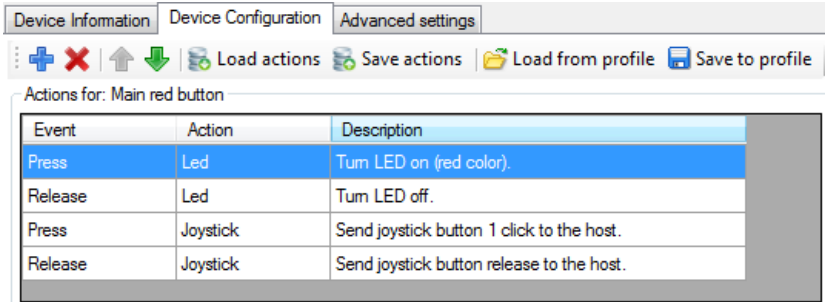 Device Information Device Configuration Advanced settings
Load actions Save actions Load from profile Save to profile
Actions for: Main red button
Event Action Description
Press Led Turn LED on (red color).
Release Led Turn LED off.
Press Joystick Send joystick button 1 click to the host.
Release Joystick Send joystick button release to the host.